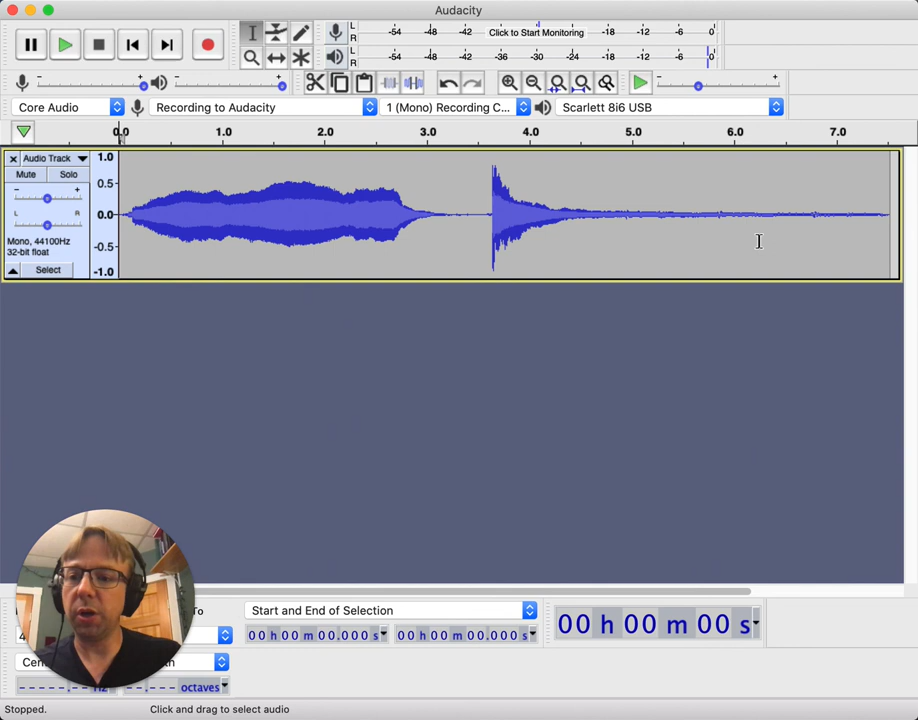 Audacity
L
R
-54 -48 -42 Click to Start Monitoring -18 -12 -6 0
L
R
-54 -48 -42 -36 -30 -24 -18 -12 -6 0
- + - +
- +
Core Audio Recording to Audacity 1 (Mono) Recording C... Scarlett 8i6 USB
0.0 1.0 2.0 3.0 4.0 5.0 6.0 7.0
Audio Track
Mute Solo
- +
L R
Mono, 44100Hz
32-bit float
Select
1.0
0.5
0.0
-0.5
-1.0
To Start and End of Selection
00 h 00 m 00.000 s 00 h 00 m 00.000 s
00 h 00 m 00 s
octaves
Stopped. Click and drag to select audio